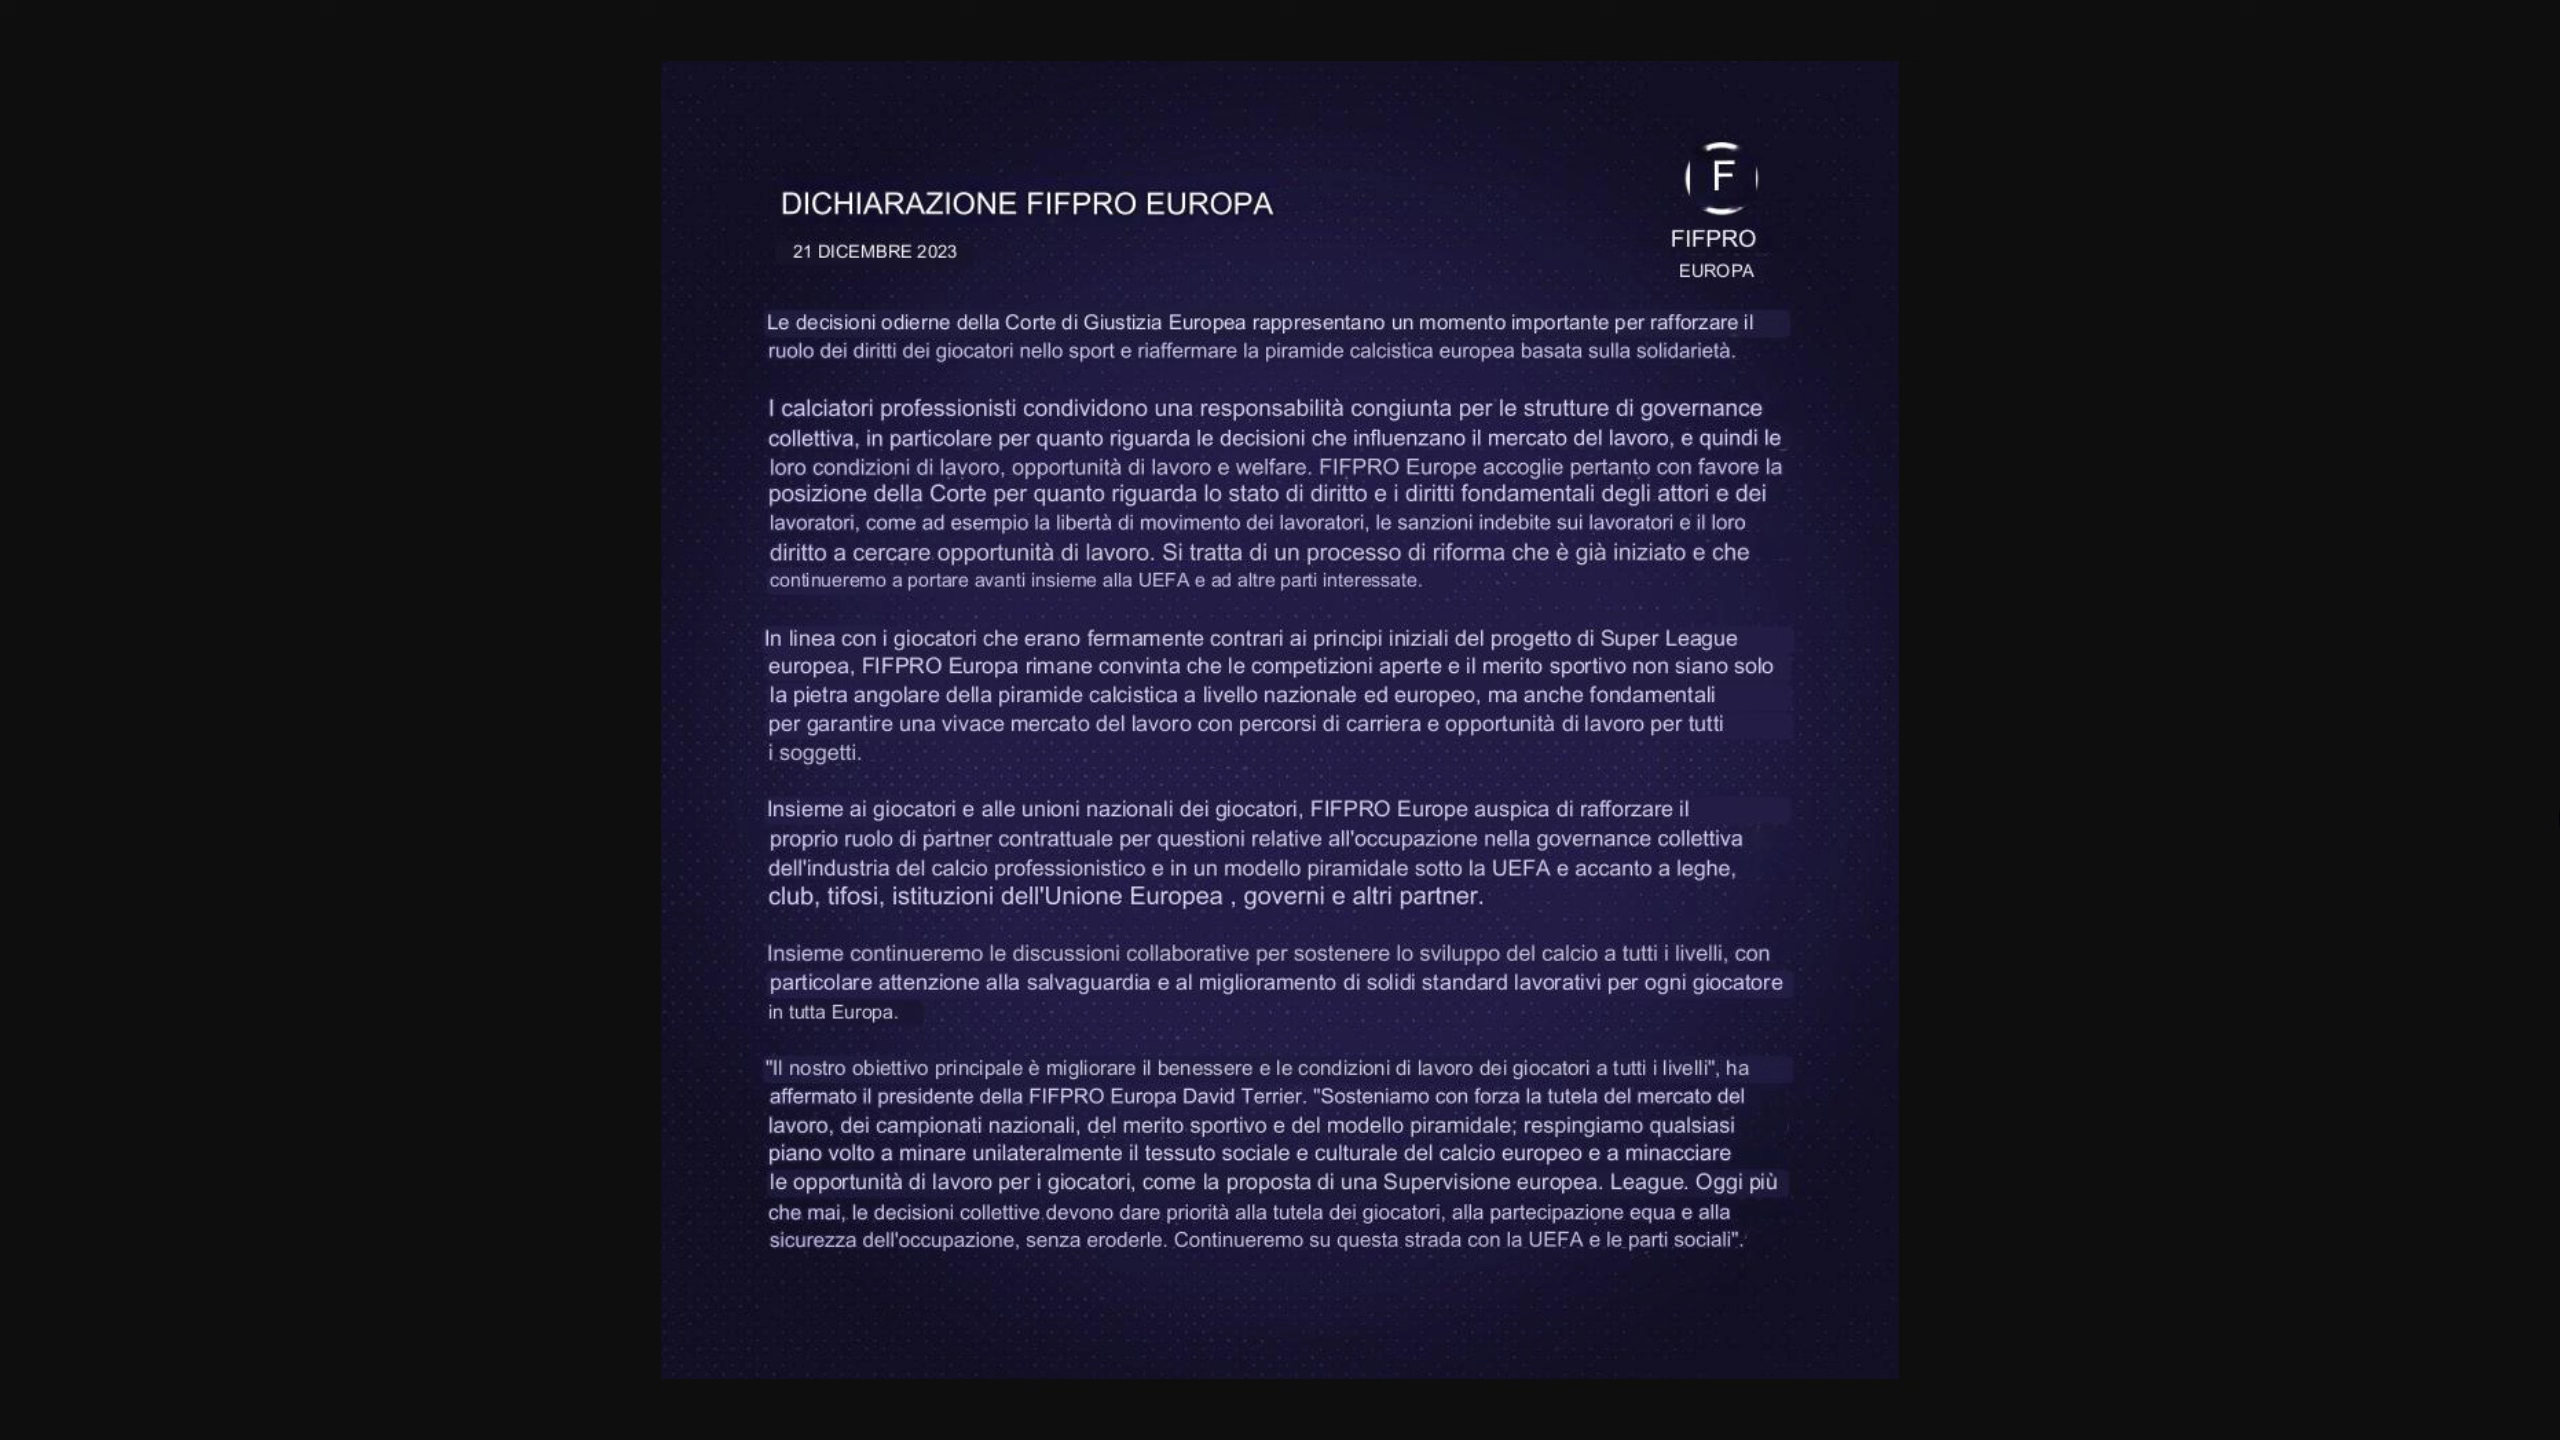 DICHIARAZIONE FIFPRO EUROPA
21 DICEMBRE 2023
F
FIFPRO
EUROPA
Le decisioni odierne della Corte di Giustizia Europea rappresentano un momento importante per rafforzare il
ruolo dei diritti dei giocatori nello sport e riaffermare la piramide calcistica europea basata sulla solidarietà.
I calciatori professionisti condividono una responsabilità congiunta per le strutture di governance
collettiva, in particolare per quanto riguarda le decisioni che influenzano il mercato del lavoro, e quindi le
loro condizioni di lavoro, opportunità di lavoro e welfare. FIFPRO Europe accoglie pertanto con favore la
posizione della Corte per quanto riguarda lo stato di diritto e i diritti fondamentali degli attori e dei
lavoratori, come ad esempio la libertà di movimento dei lavoratori, le sanzioni indebite sui lavoratori e il loro
diritto a cercare opportunità di lavoro. Si tratta di un processo di riforma che è già iniziato e che
continueremo a portare avanti insieme alla UEFA e ad altre parti interessate.
In linea con i giocatori che erano fermamente contrari ai principi iniziali del progetto di Super League
europea, FIFPRO Europa rimane convinta che le competizioni aperte e il merito sportivo non siano solo
la pietra angolare della piramide calcistica a livello nazionale ed europeo, ma anche fondamentali
per garantire una vivace mercato del lavoro con percorsi di carriera e opportunità di lavoro per tutti
i soggetti.
Insieme ai giocatori e alle unioni nazionali dei giocatori, FIFPRO Europe auspica di rafforzare il
proprio ruolo di partner contrattuale per questioni relative all'occupazione nella governance collettiva
dell'industria del calcio professionistico e in un modello piramidale sotto la UEFA e accanto a leghe,
club, tifosi, istituzioni dell'Unione Europea , governi e altri partner.
Insieme continueremo le discussioni collaborative per sostenere lo sviluppo del calcio a tutti i livelli, con
particolare attenzione alla salvaguardia e al miglioramento di solidi standard lavorativi per ogni giocatore
in tutta Europa.
"Il nostro obiettivo principale è migliorare il benessere e le condizioni di lavoro dei giocatori a tutti i livelli", ha
affermato il presidente della FIFPRO Europa David Terrier. "Sosteniamo con forza la tutela del mercato del
lavoro, dei campionati nazionali, del merito sportivo e del modello piramidale; respingiamo qualsiasi
piano volto a minare unilateralmente il tessuto sociale e culturale del calcio europeo e a minacciare
le opportunità di lavoro per i giocatori, come la proposta di una Supervisione europea. League. Oggi più
che mai, le decisioni collettive devono dare priorità alla tutela dei giocatori, alla partecipazione equa e alla
sicurezza dell'occupazione, senza eroderle. Continueremo su questa strada con la UEFA e le parti sociali".